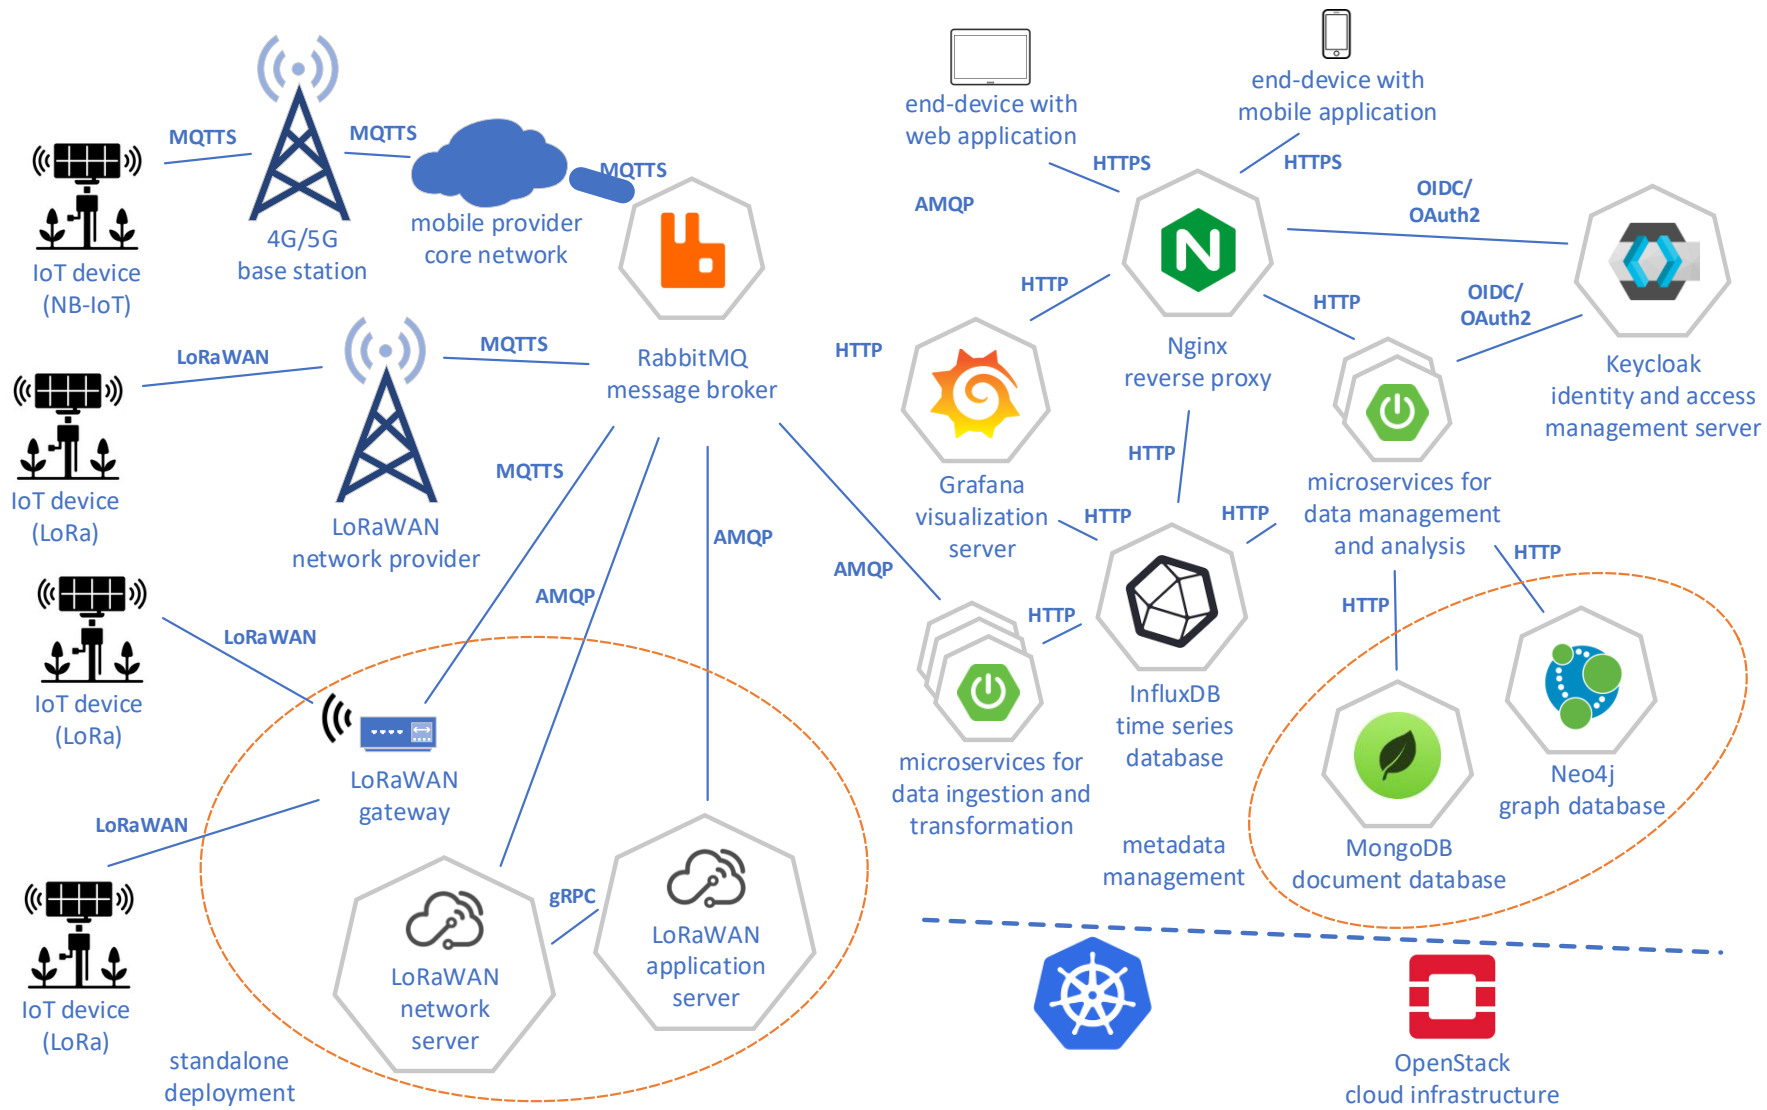 end-device with
web application
end-device with
mobile application
MQTTS
MQTTS
MQTTS
HTTPS
HTTPS
AMQP
OIDC/
OAuth2
IoT device
(NB-IoT)
4G/5G
base station
mobile provider
core network
HTTP
HTTP
OIDC/
OAuth2
LoRaWAN
MQTTS
HTTP
RabbitMQ
message broker
Nginx
reverse proxy
Keycloak
identity and access
management server
IoT device
(LoRa)
LoRaWAN
network provider
MQTTS
HTTP
Grafana
visualization
server
microservices for
data management
and analysis
HTTP
HTTP
AMQP
AMQP
HTTP
AMQP
HTTP
HTTP
LoRaWAN
IoT device
(LoRa)
InfluxDB
time series
database
LoRaWAN
gateway
microservices for
data ingestion and
transformation
Neo4j
graph database
LoRaWAN
MongoDB
document database
metadada
management
gRPC
LoRaWAN
application
server
LoRaWAN
network
server
IoT device
(LoRa)
standalone
deployment
OpenStack
cloud infrastructure